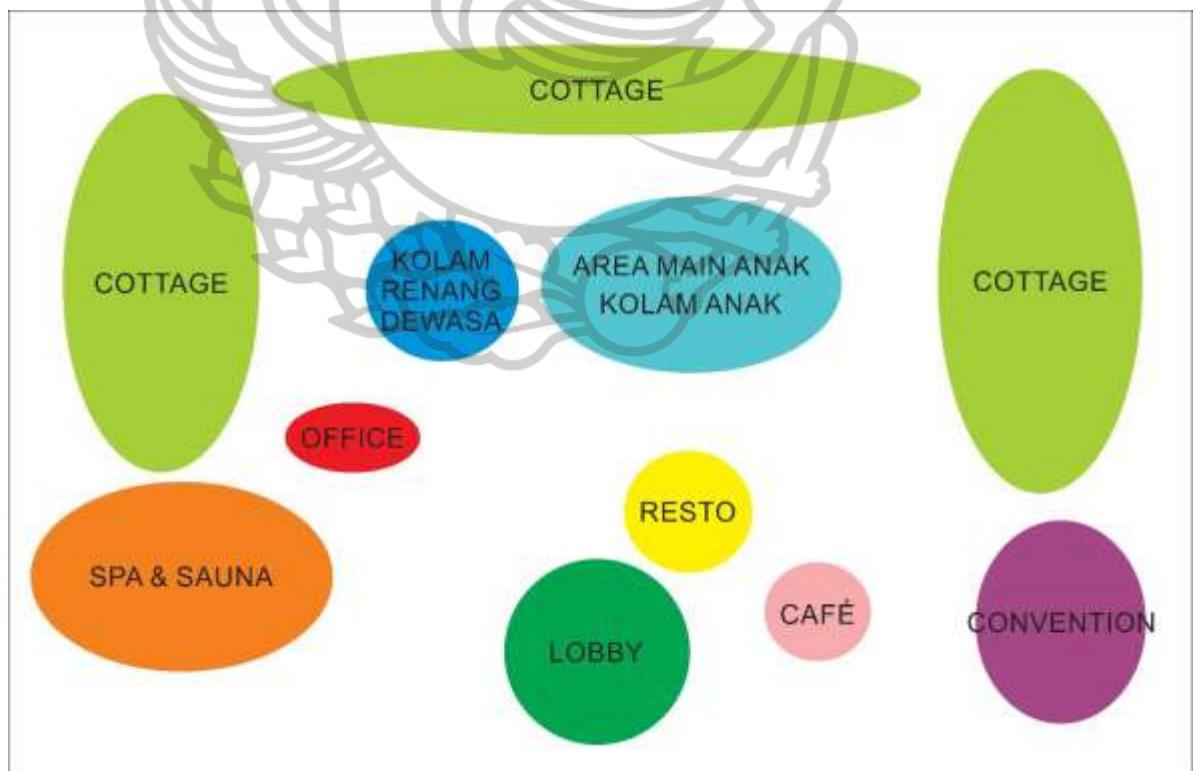 COTTAGE
COTTAGE
KOLAM
RENANG
DEWASA
AREA MAIN ANAK
KOLAM ANAK
COTTAGE
OFFICE
RESTO
SPA & SAUNA
CAFÉ
CONVENTION
LOBBY